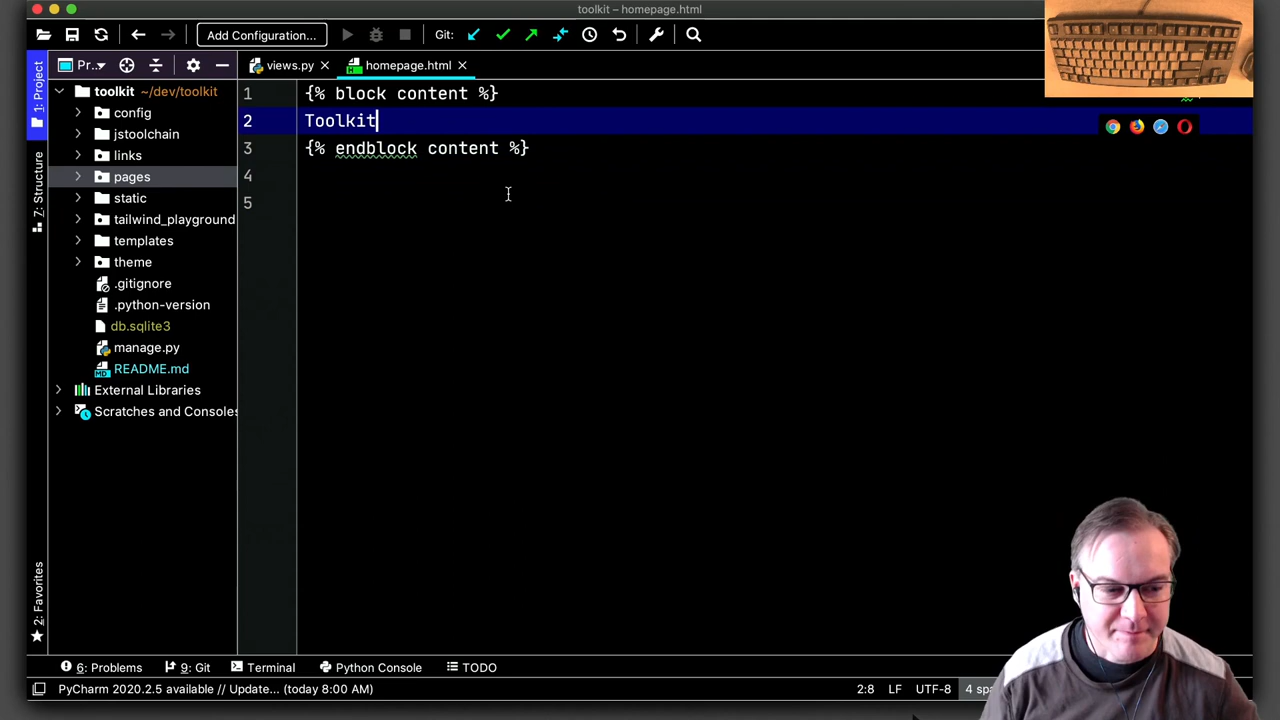 toolkit – homepage.html
Add Configuration...
Git:
1: Project
Pr...
views.py
homepage.html
toolkit ~/dev/toolkit
config
jstoolchain
links
pages
static
tailwind_playground
templates
theme
.gitignore
.python-version
db.sqlite3
manage.py
README.md
External Libraries
Scratches and Consoles
1 {% block content %}
2 Toolkit
3 {% endblock content %}
4
5
7: Structure
2: Favorites
6: Problems
9: Git
Terminal
Python Console
TODO
PyCharm 2020.2.5 available // Update... (today 8:00 AM)
2:8
LF
UTF-8